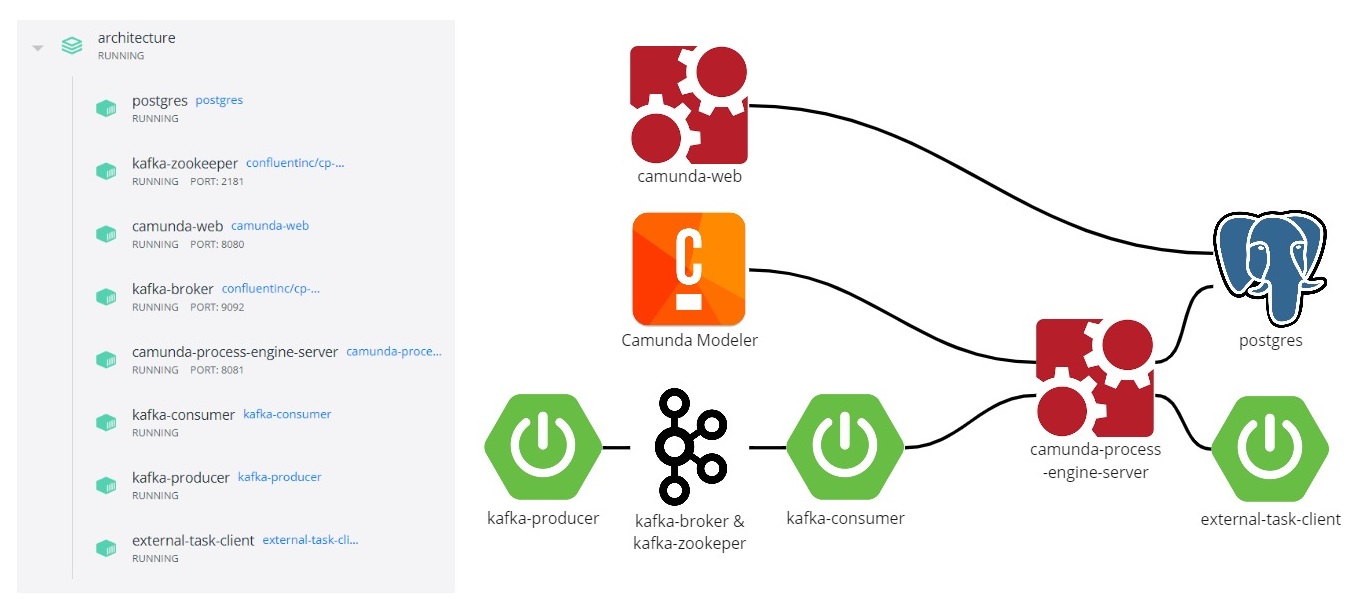 architecture
RUNNING
postgres postgres
RUNNING
kafka-zookeeper confluentinc/cp-...
RUNNING PORT: 2181
camunda-web camunda-web
RUNNING PORT: 8080
kafka-broker confluentinc/cp-...
RUNNING PORT: 9092
camunda-process-engine-server camunda-proce...
RUNNING PORT: 8081
kafka-consumer kafka-consumer
RUNNING
kafka-producer kafka-producer
RUNNING
external-task-client external-task-cli...
RUNNING
camunda-web
C
Camunda Modeler
postgres
camunda-process
-engine-server
kafka-producer
kafka-broker &
kafka-zookeper
kafka-consumer
external-task-client